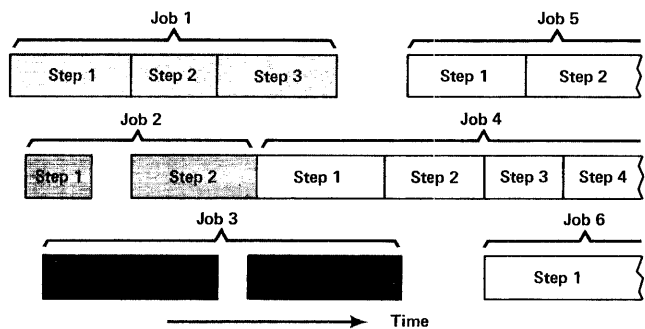 Job 1
Job 5
Step 1 Step 2 Step 3 Step 1 Step 2
Job 2
Job 4
Step 1 Step 2 Step 1 Step 2 Step 3 Step 4
Job 3
Job 6
Step 1
Time